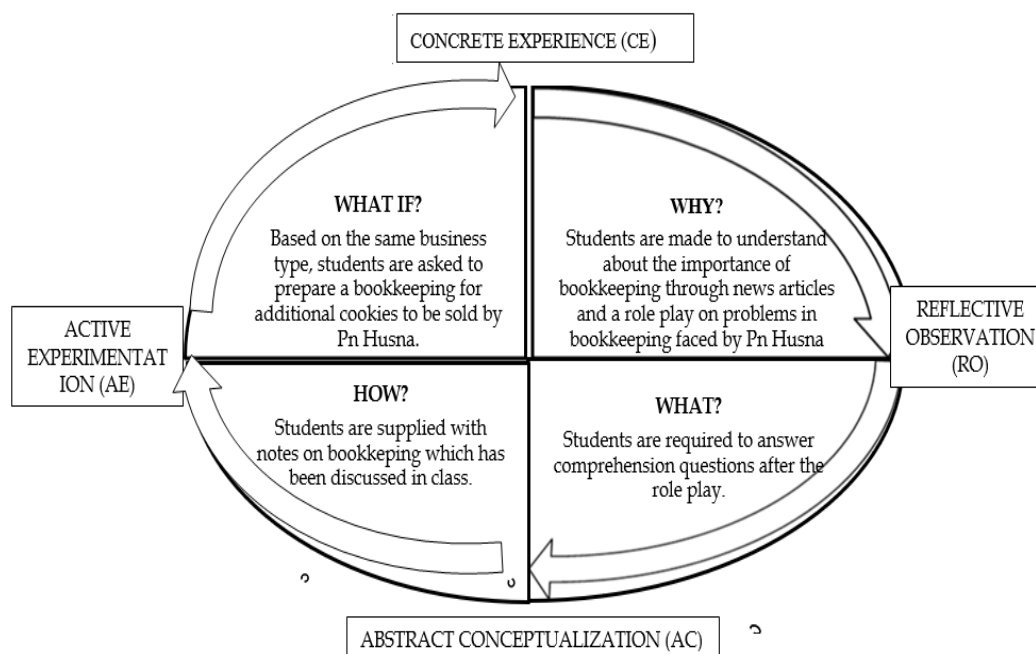 CONCRETE EXPERIENCE (CE)
WHAT IF?
Based on the same business
type, students are asked to
prepare a bookkeeping for
additional cookies to be sold by
Pn Husna.
WHY?
Students are made to understand
about the importance of
bookkeeping through news articles
and a role play on problems in
bookkeeping faced by Pn Husna
ACTIVE
EXPERIMENTAT
ION (AE)
REFLECTIVE
OBSERVATION
(RO)
HOW?
Students are supplied with
notes on bookkeping which has
been discussed in class.
WHAT?
Students are required to answer
comprehension questions after the
role play.
ABSTRACT CONCEPTUALIZATION (AC)